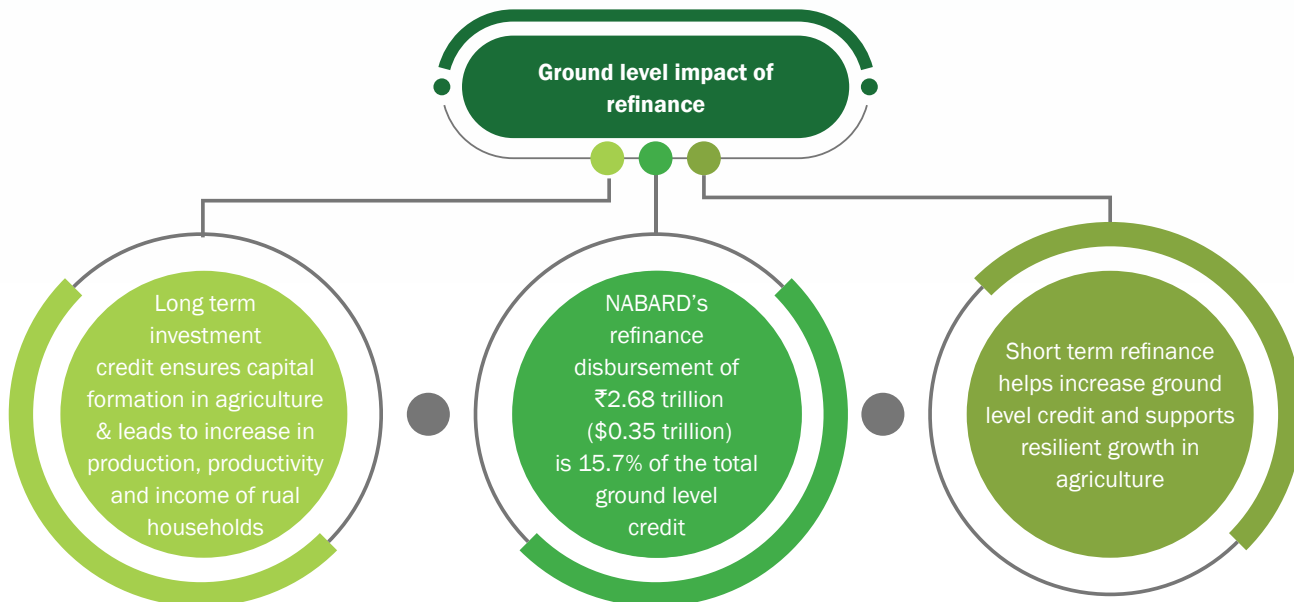 Ground level impact of
refinance
Long term
investment
credit ensures capital
formation in agriculture
& leads to increase in
production, productivity
and income of rual
households
NABARD’s
refinance
disbursement of
₹2.68 trillion
($0.35 trillion)
is 15.7% of the total
ground level
credit
Short term refinance
helps increase ground
level credit and supports
resilient growth in
agriculture